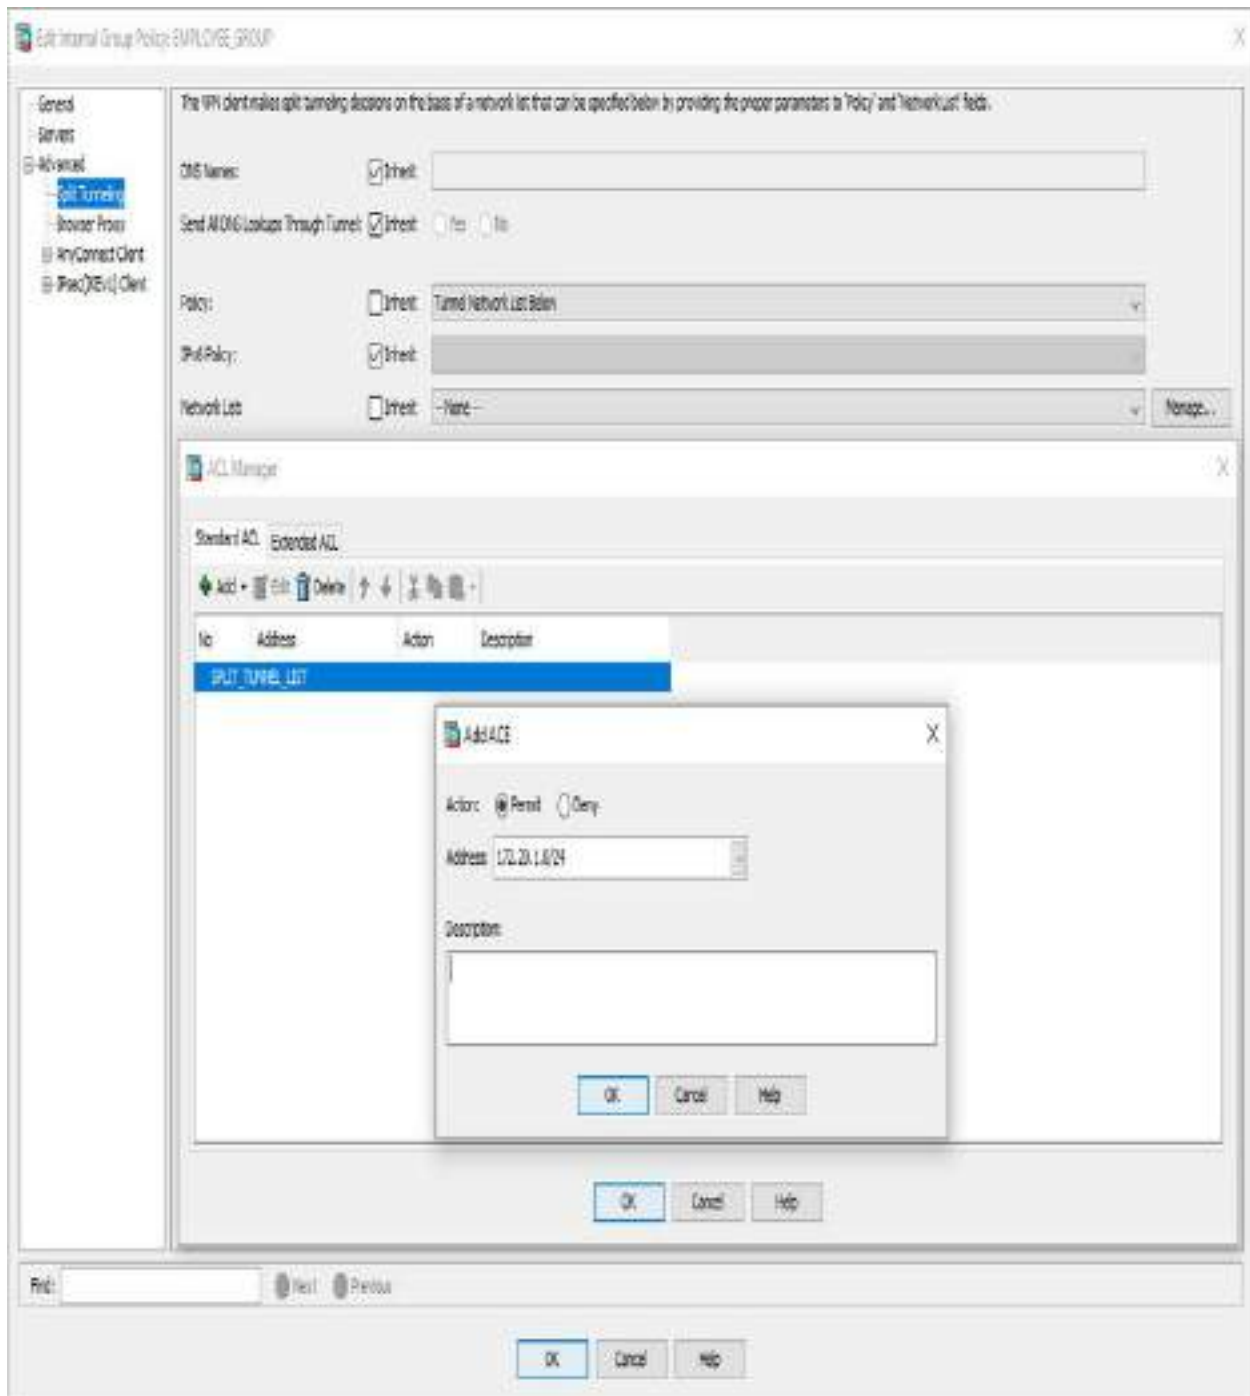 Edit Internal Group Policy: EMPLOYEE_GROUP
General
Servers
Advanced
Split Tunneling
Browser Proxy
AnyConnect Client
IPsec(IKEv1) Client
The VPN client makes split tunneling decisions on the basis of a network list that can be specified below by providing the proper parameters to 'Policy' and 'Network List' fields.
DNS Names: Inherit
Send All DNS Lookups Through Tunnel: Inherit Yes No
Policy: Inherit Tunnel Network List Below
IPv6 Policy: Inherit
Network List: Inherit -- None -- Manage...
ACL Manager
Standard ACL Extended ACL
Add Edit Delete
No Address Action Description
SPLIT_TUNNEL_LIST
Add ACE
Action: Permit Deny
Address:
Description:
OK Cancel Help
OK Cancel Help
Find: Next Previous
OK Cancel Help